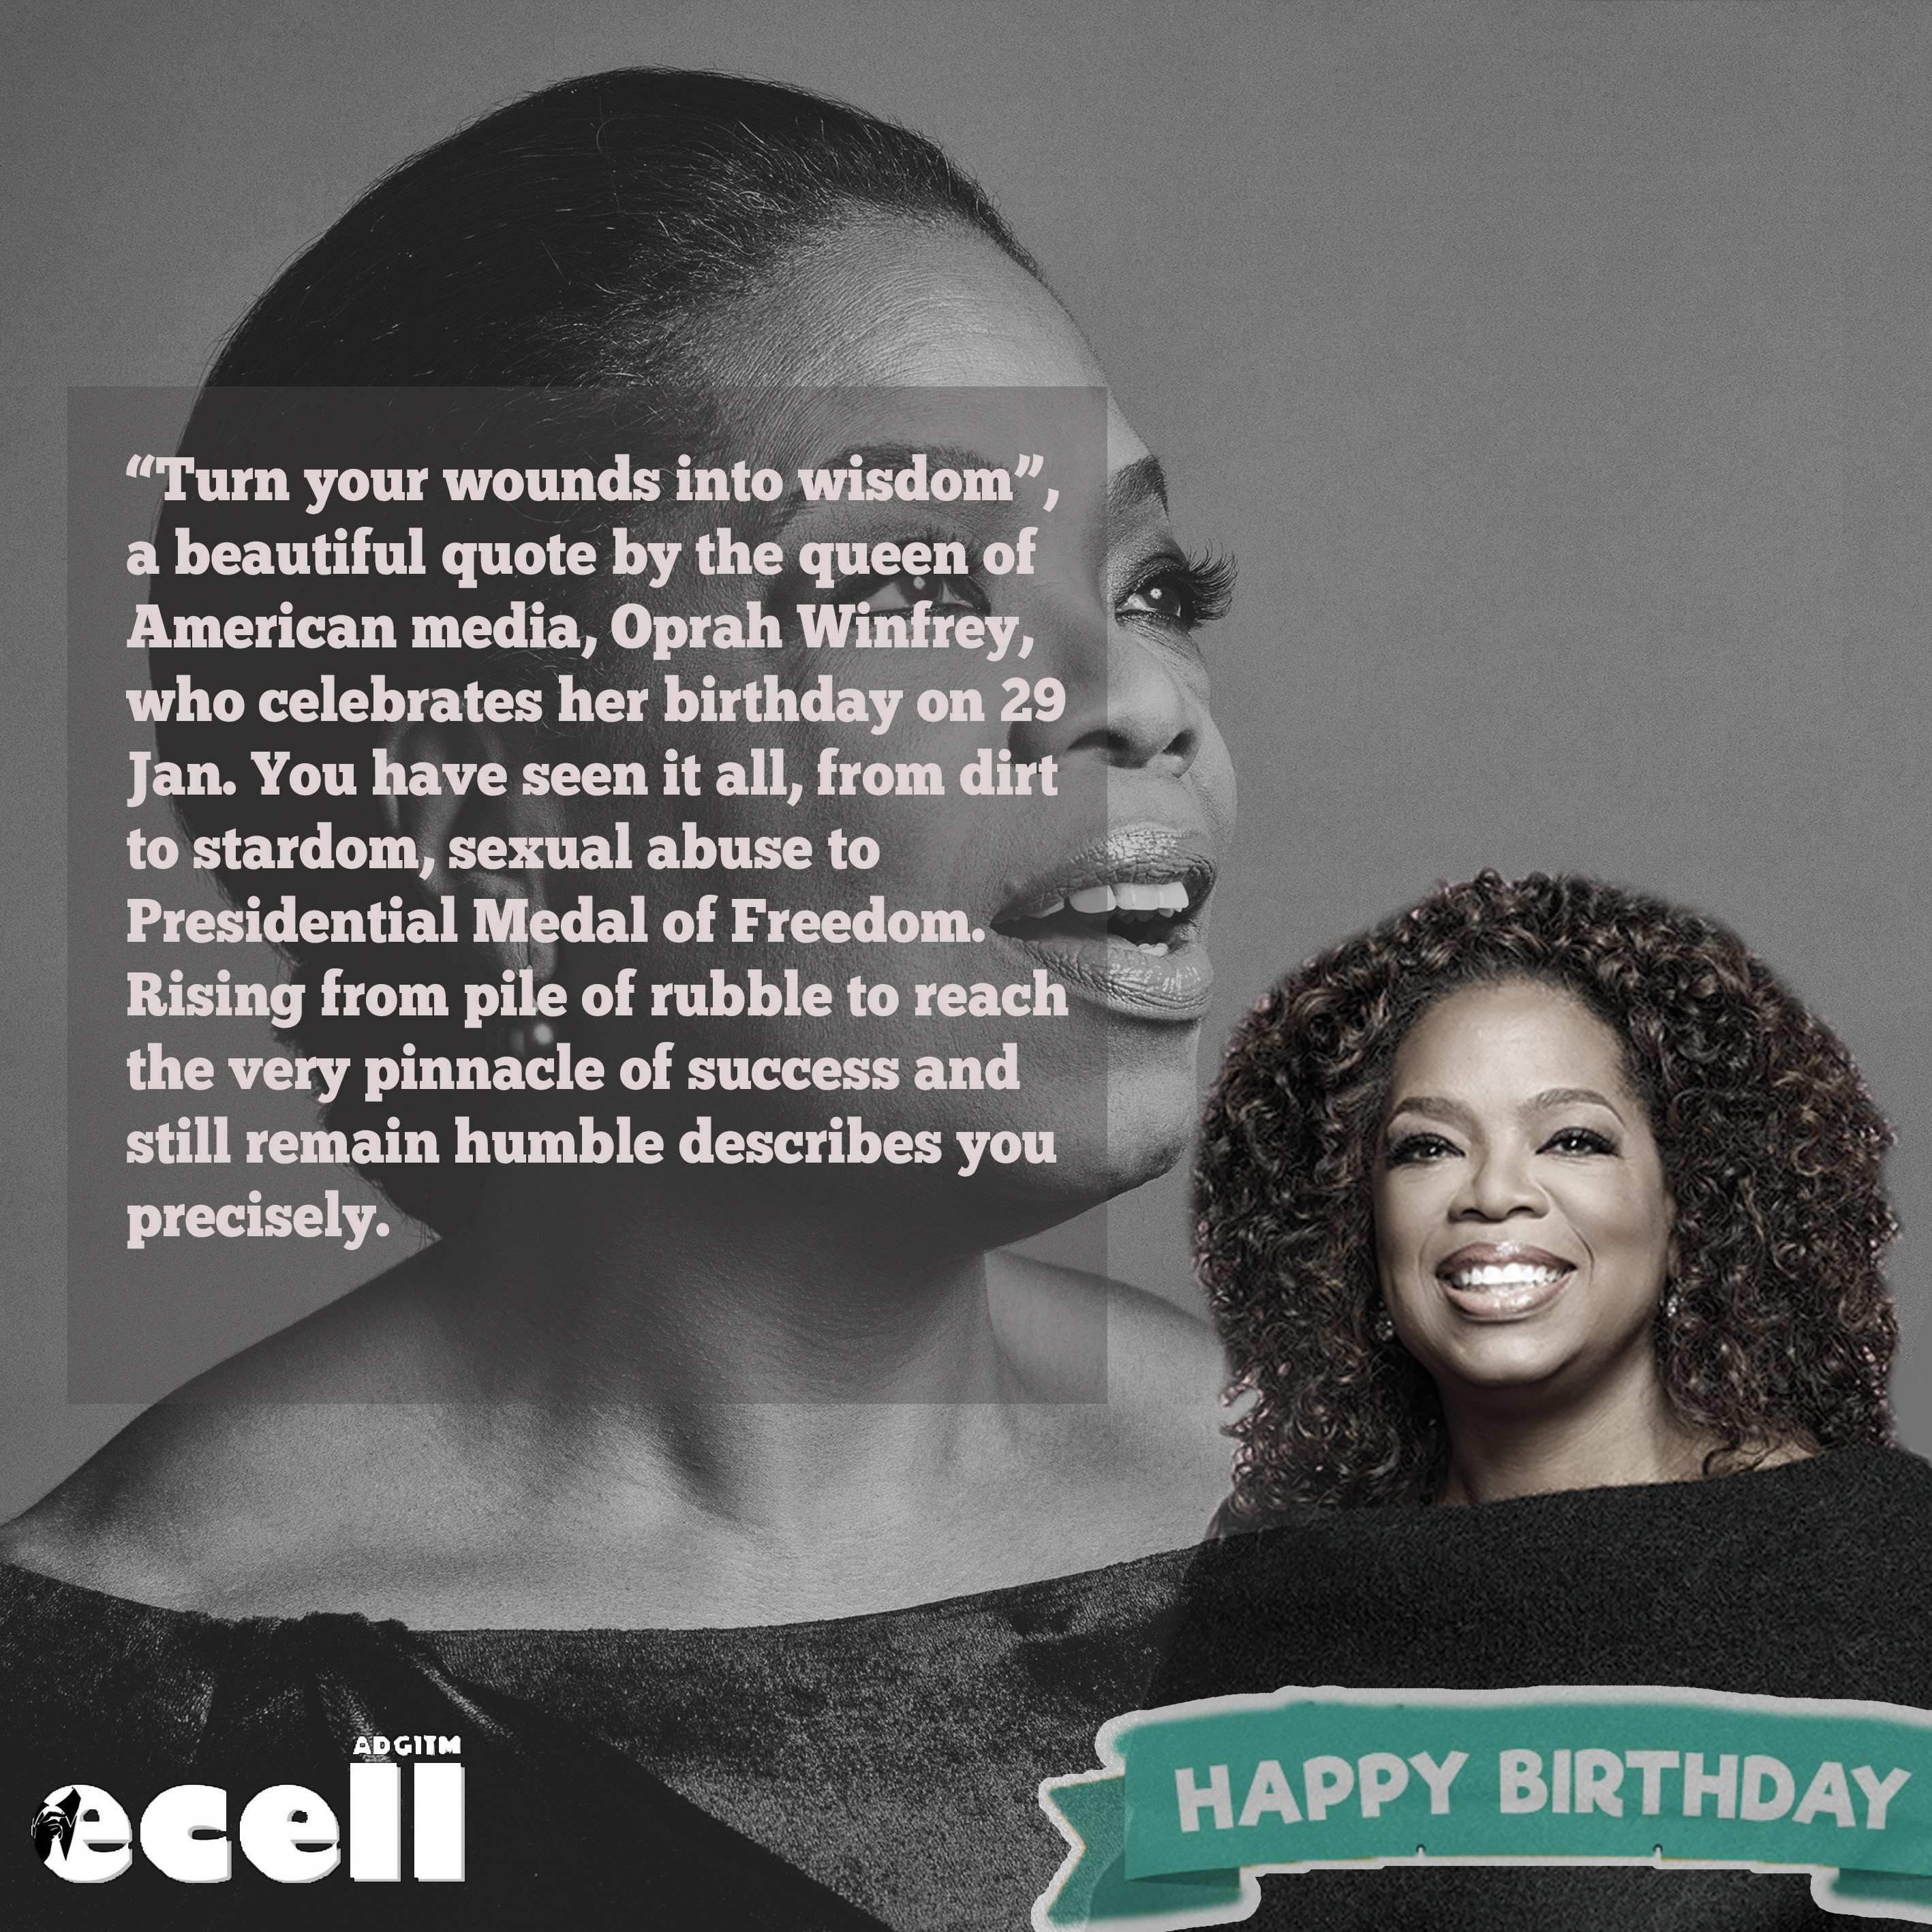 “Turn your wounds into wisdom”,
a beautiful quote by the queen of
American media, Oprah Winfrey,
who celebrates her birthday on 29
Jan. You have seen it all, from dirt
to stardom, sexual abuse to
Presidential Medal of Freedom.
Rising from pile of rubble to reach
the very pinnacle of success and
still remain humble describes you
precisely.
ADGITM
ecell
HAPPY BIRTHDAY